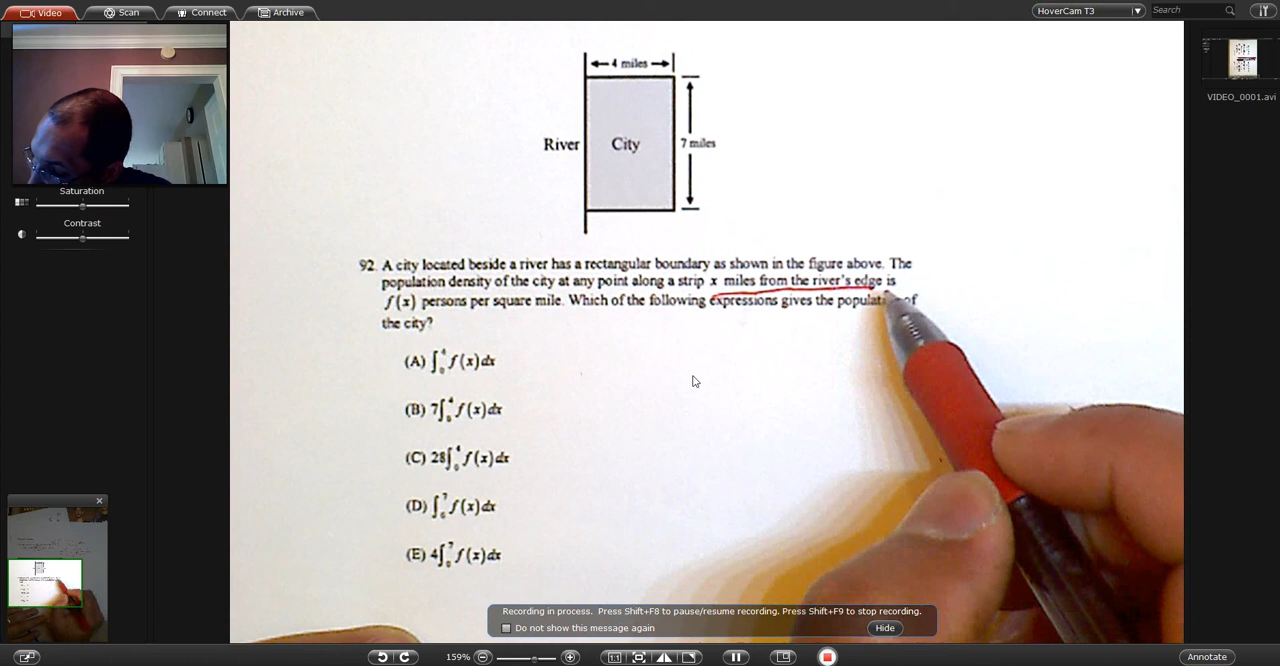 Video
Scan
Connect
Archive
HoverCam T3
Search
VIDEO_0001.avi
Saturation
Contrast
4 miles
River
City
7 miles
92. A city located beside a river has a rectangular boundary as shown in the figure above. The
population density of the city at any point along a strip x miles from the river's edge is
f(x) persons per square mile. Which of the following expressions gives the of
the city?
(A) ∫₀⁴ f(x)dx
(B) 7∫₀⁴ f(x)dx
(C) 28∫₀⁴ f(x)dx
(D) ∫₀⁷ f(x)dx
(E) 4∫₀⁷ f(x)dx
Recording in process. Press Shift+F8 to pause/resume recording. Press Shift+F9 to stop recording.
Do not show this message again
Hide
159%
1:1
Annotate